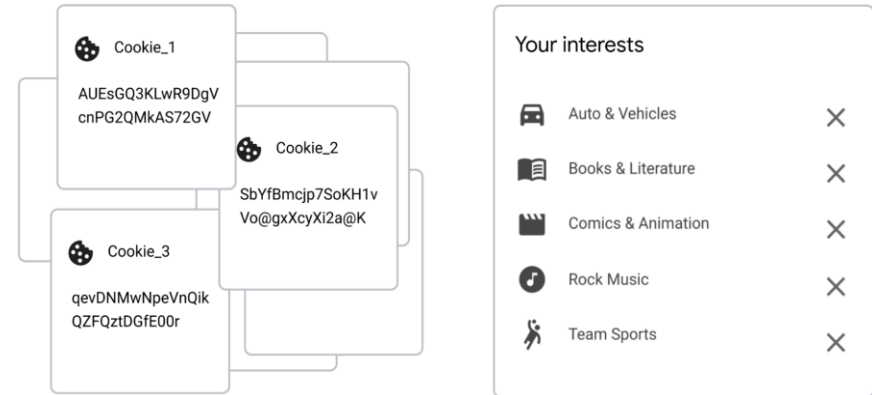 Cookie_1
AUEsGQ3KLwR9DgV
cnPG2QMkAS72GV
Cookie_2
SbYfBmcjp7SoKH1v
Vo@gxXcyXi2a@K
Cookie_3
qevDNMwNpeVnQik
QZFQztDGfE00r
Your interests
Auto & Vehicles
Books & Literature
Comics & Animation
Rock Music
Team Sports